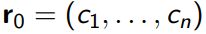 r₀ = (c₁, . . . , cₙ)